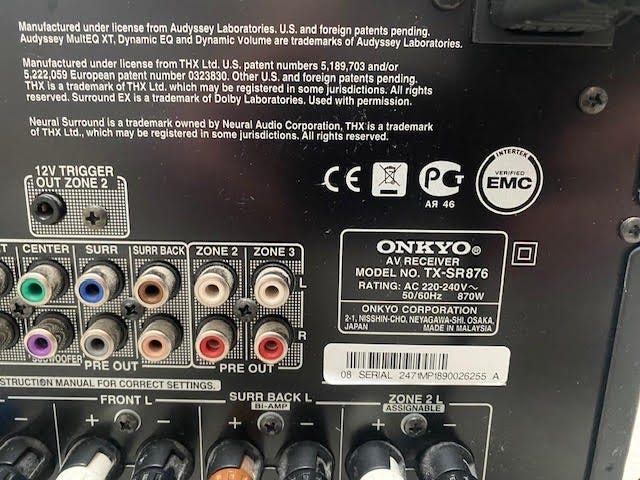 Manufactured under license from Audyssey Laboratories. U.S. and foreign patents pending.
Audyssey MultEQ XT, Dynamic EQ and Dynamic Volume are trademarks of Audyssey Laboratories.
Manufactured under license from THX Ltd. U.S. patent numbers 5,189,703 and/or
5,222,059 European patent number 0323830. Other U.S. and foreign patents pending.
THX is a trademark of THX Ltd. which may be registered in some jurisdictions. All rights
reserved. Surround EX is a trademark of Dolby Laboratories. Used with permission.
Neural Surround is a trademark owned by Neural Audio Corporation, THX is a trademark
of THX Ltd., which may be registered in some jurisdictions. All rights reserved.
12V TRIGGER
OUT ZONE 2
CE
РСт
АЯ 46
INTERTEK
VERIFIED
EMC
CENTER
SURR
SURR BACK
ZONE 2
ZONE 3
L
R
SUBWOOFER
PRE OUT
PRE OUT
ONKYO®
AV RECEIVER
MODEL NO. TX-SR876
RATING: AC 220-240V~
50/60Hz 870W
ONKYO CORPORATION
2-1, NISSHIN-CHO, NEYAGAWA-SHI, OSAKA,
JAPAN MADE IN MALAYSIA
08 SERIAL 2471MP1890026255 A
INSTRUCTION MANUAL FOR CORRECT SETTINGS.
FRONT L
SURR BACK L
BI-AMP
ZONE 2 L
ASSIGNABLE
+ −
+ −
+ −